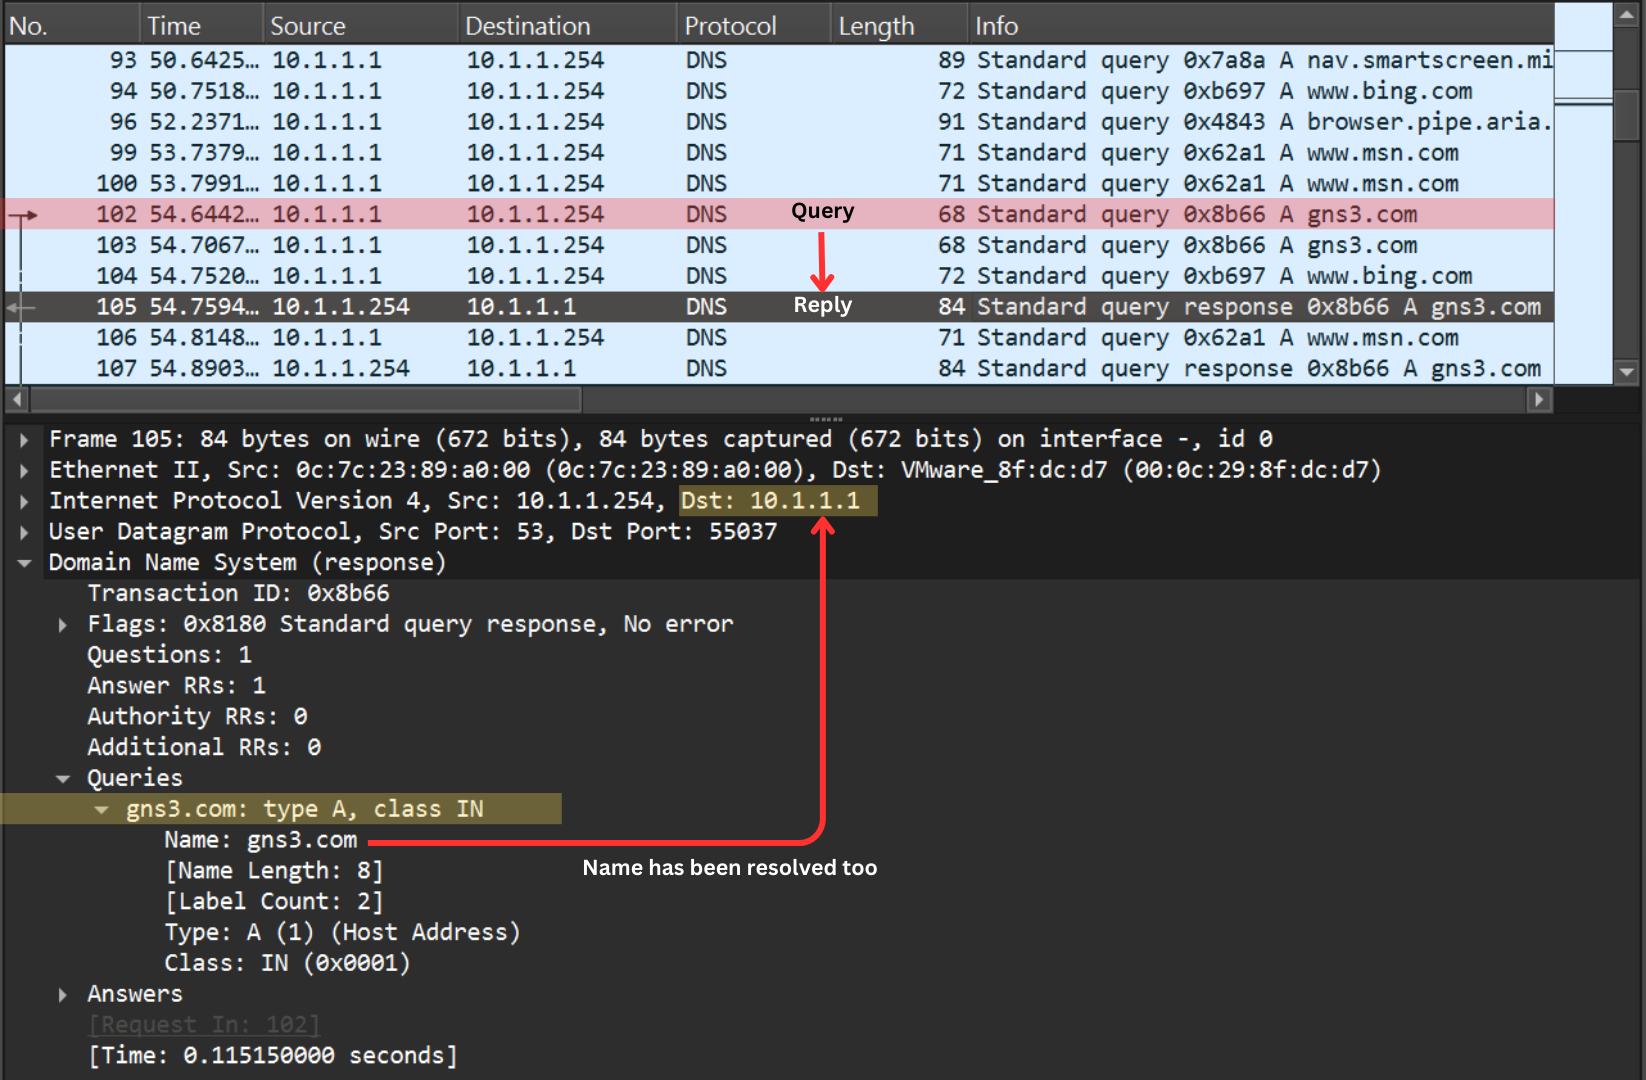 No. Time Source Destination Protocol Length Info
93 50.6425… 10.1.1.1 10.1.1.254 DNS 89 Standard query 0x7a8a A nav.smartscreen.mi
94 50.7518… 10.1.1.1 10.1.1.254 DNS 72 Standard query 0xb697 A www.bing.com
96 52.2371… 10.1.1.1 10.1.1.254 DNS 91 Standard query 0x4843 A browser.pipe.aria.
99 53.7379… 10.1.1.1 10.1.1.254 DNS 71 Standard query 0x62a1 A www.msn.com
100 53.7991… 10.1.1.1 10.1.1.254 DNS 71 Standard query 0x62a1 A www.msn.com
102 54.6442… 10.1.1.1 10.1.1.254 DNS Query 68 Standard query 0x8b66 A gns3.com
103 54.7067… 10.1.1.1 10.1.1.254 DNS 68 Standard query 0x8b66 A gns3.com
104 54.7520… 10.1.1.1 10.1.1.254 DNS 72 Standard query 0xb697 A www.bing.com
105 54.7594… 10.1.1.254 10.1.1.1 DNS Reply 84 Standard query response 0x8b66 A gns3.com
106 54.8148… 10.1.1.1 10.1.1.254 DNS 71 Standard query 0x62a1 A www.msn.com
107 54.8903… 10.1.1.254 10.1.1.1 DNS 84 Standard query response 0x8b66 A gns3.com
Frame 105: 84 bytes on wire (672 bits), 84 bytes captured (672 bits) on interface -, id 0
Ethernet II, Src: 0c:7c:23:89:a0:00 (0c:7c:23:89:a0:00), Dst: VMware_8f:dc:d7 (00:0c:29:8f:dc:d7)
Internet Protocol Version 4, Src: 10.1.1.254, Dst: 10.1.1.1
User Datagram Protocol, Src Port: 53, Dst Port: 55037
Domain Name System (response)
Transaction ID: 0x8b66
Flags: 0x8180 Standard query response, No error
Questions: 1
Answer RRs: 1
Authority RRs: 0
Additional RRs: 0
Queries
gns3.com: type A, class IN
Name: gns3.com
Name has been resolved too
[Name Length: 8]
[Label Count: 2]
Type: A (1) (Host Address)
Class: IN (0x0001)
Answers
[Request In: 102]
[Time: 0.115150000 seconds]